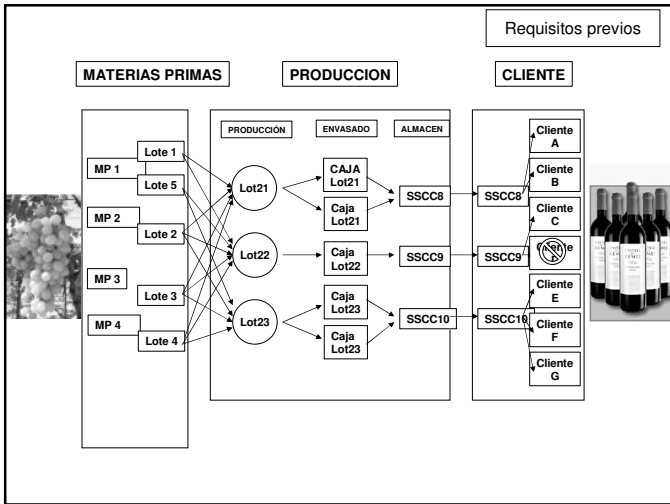 Requisitos previos
MATERIAS PRIMAS
PRODUCCION
CLIENTE
PRODUCCIÓN
ENVASADO
ALMACEN
MP 1
MP 2
MP 3
MP 4
Lote 1
Lote 5
Lote 2
Lote 3
Lote 4
Lot21
Lot22
Lot23
CAJA
Lot21
Caja
Lot21
Caja
Lot22
Caja
Lot23
Caja
Lot23
SSCC8
SSCC9
SSCC10
SSCC8
SSCC9
SSCC10
Cliente
A
Cliente
B
Cliente
C
Cliente
Cliente
E
Cliente
F
Cliente
G